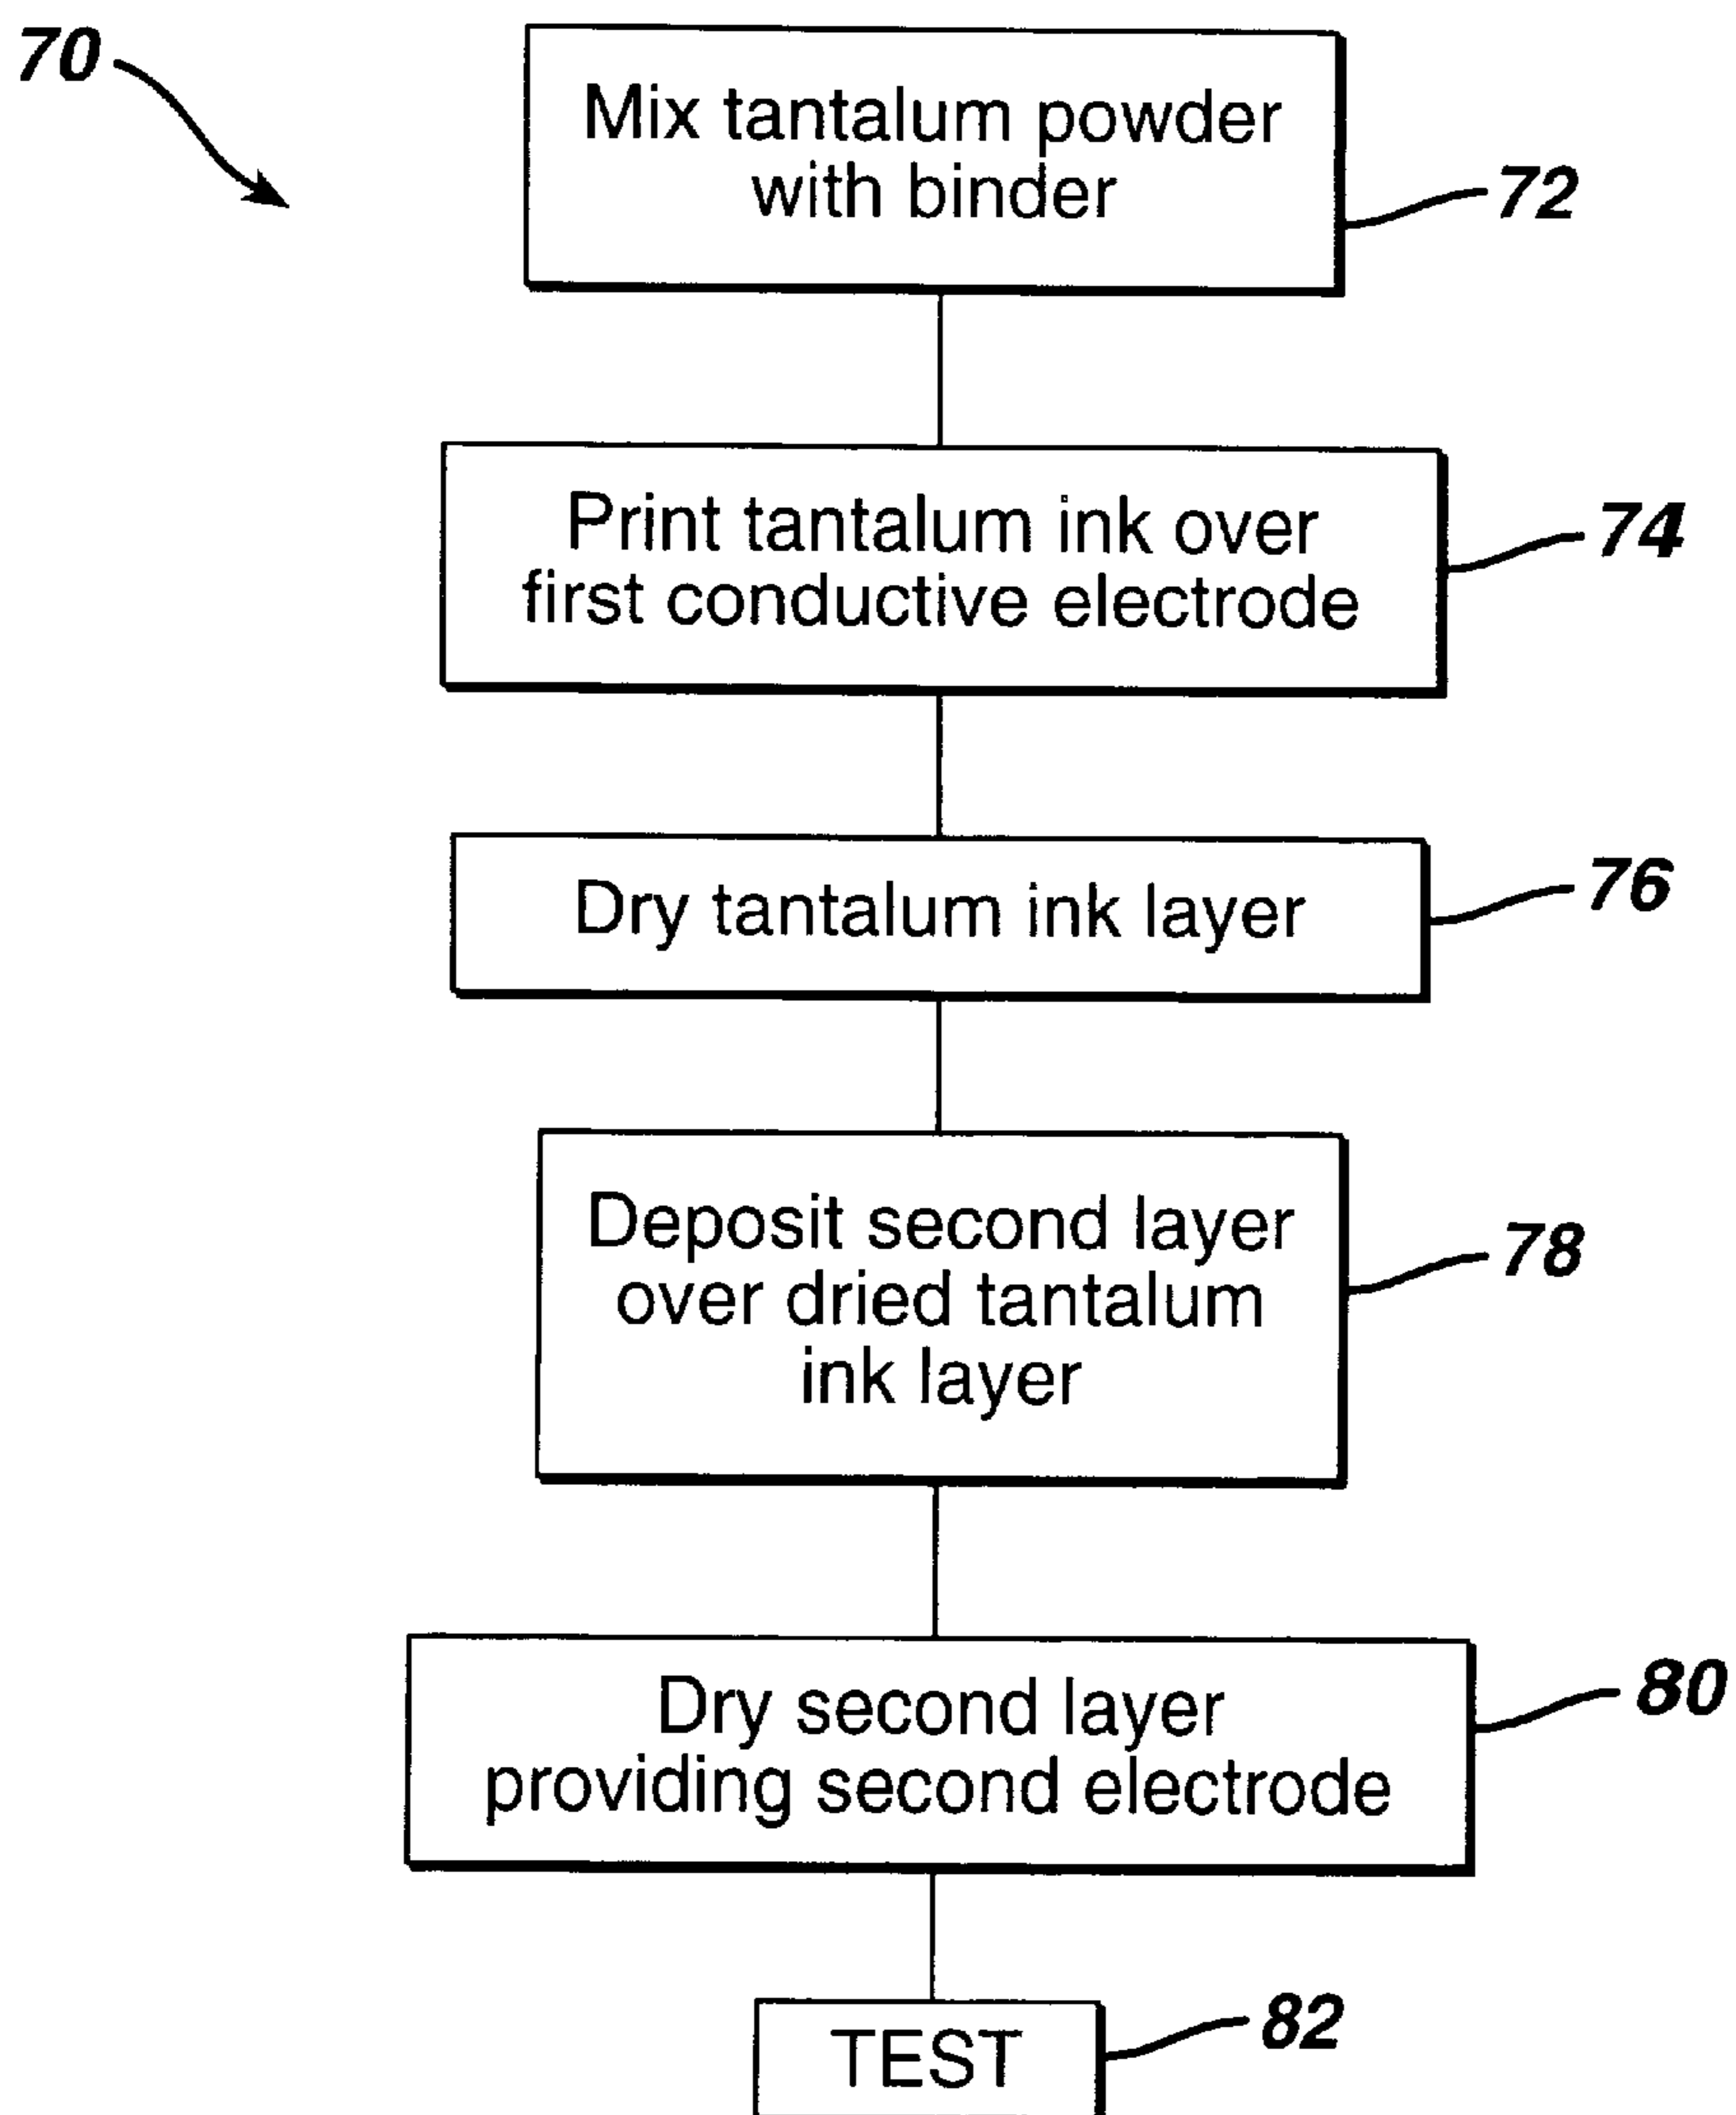 70
Mix tantalum powder
with binder
72
Print tantalum ink over
first conductive electrode
74
Dry tantalum ink layer
76
Deposit second layer
over dried tantalum
ink layer
78
Dry second layer
providing second electrode
80
TEST
82